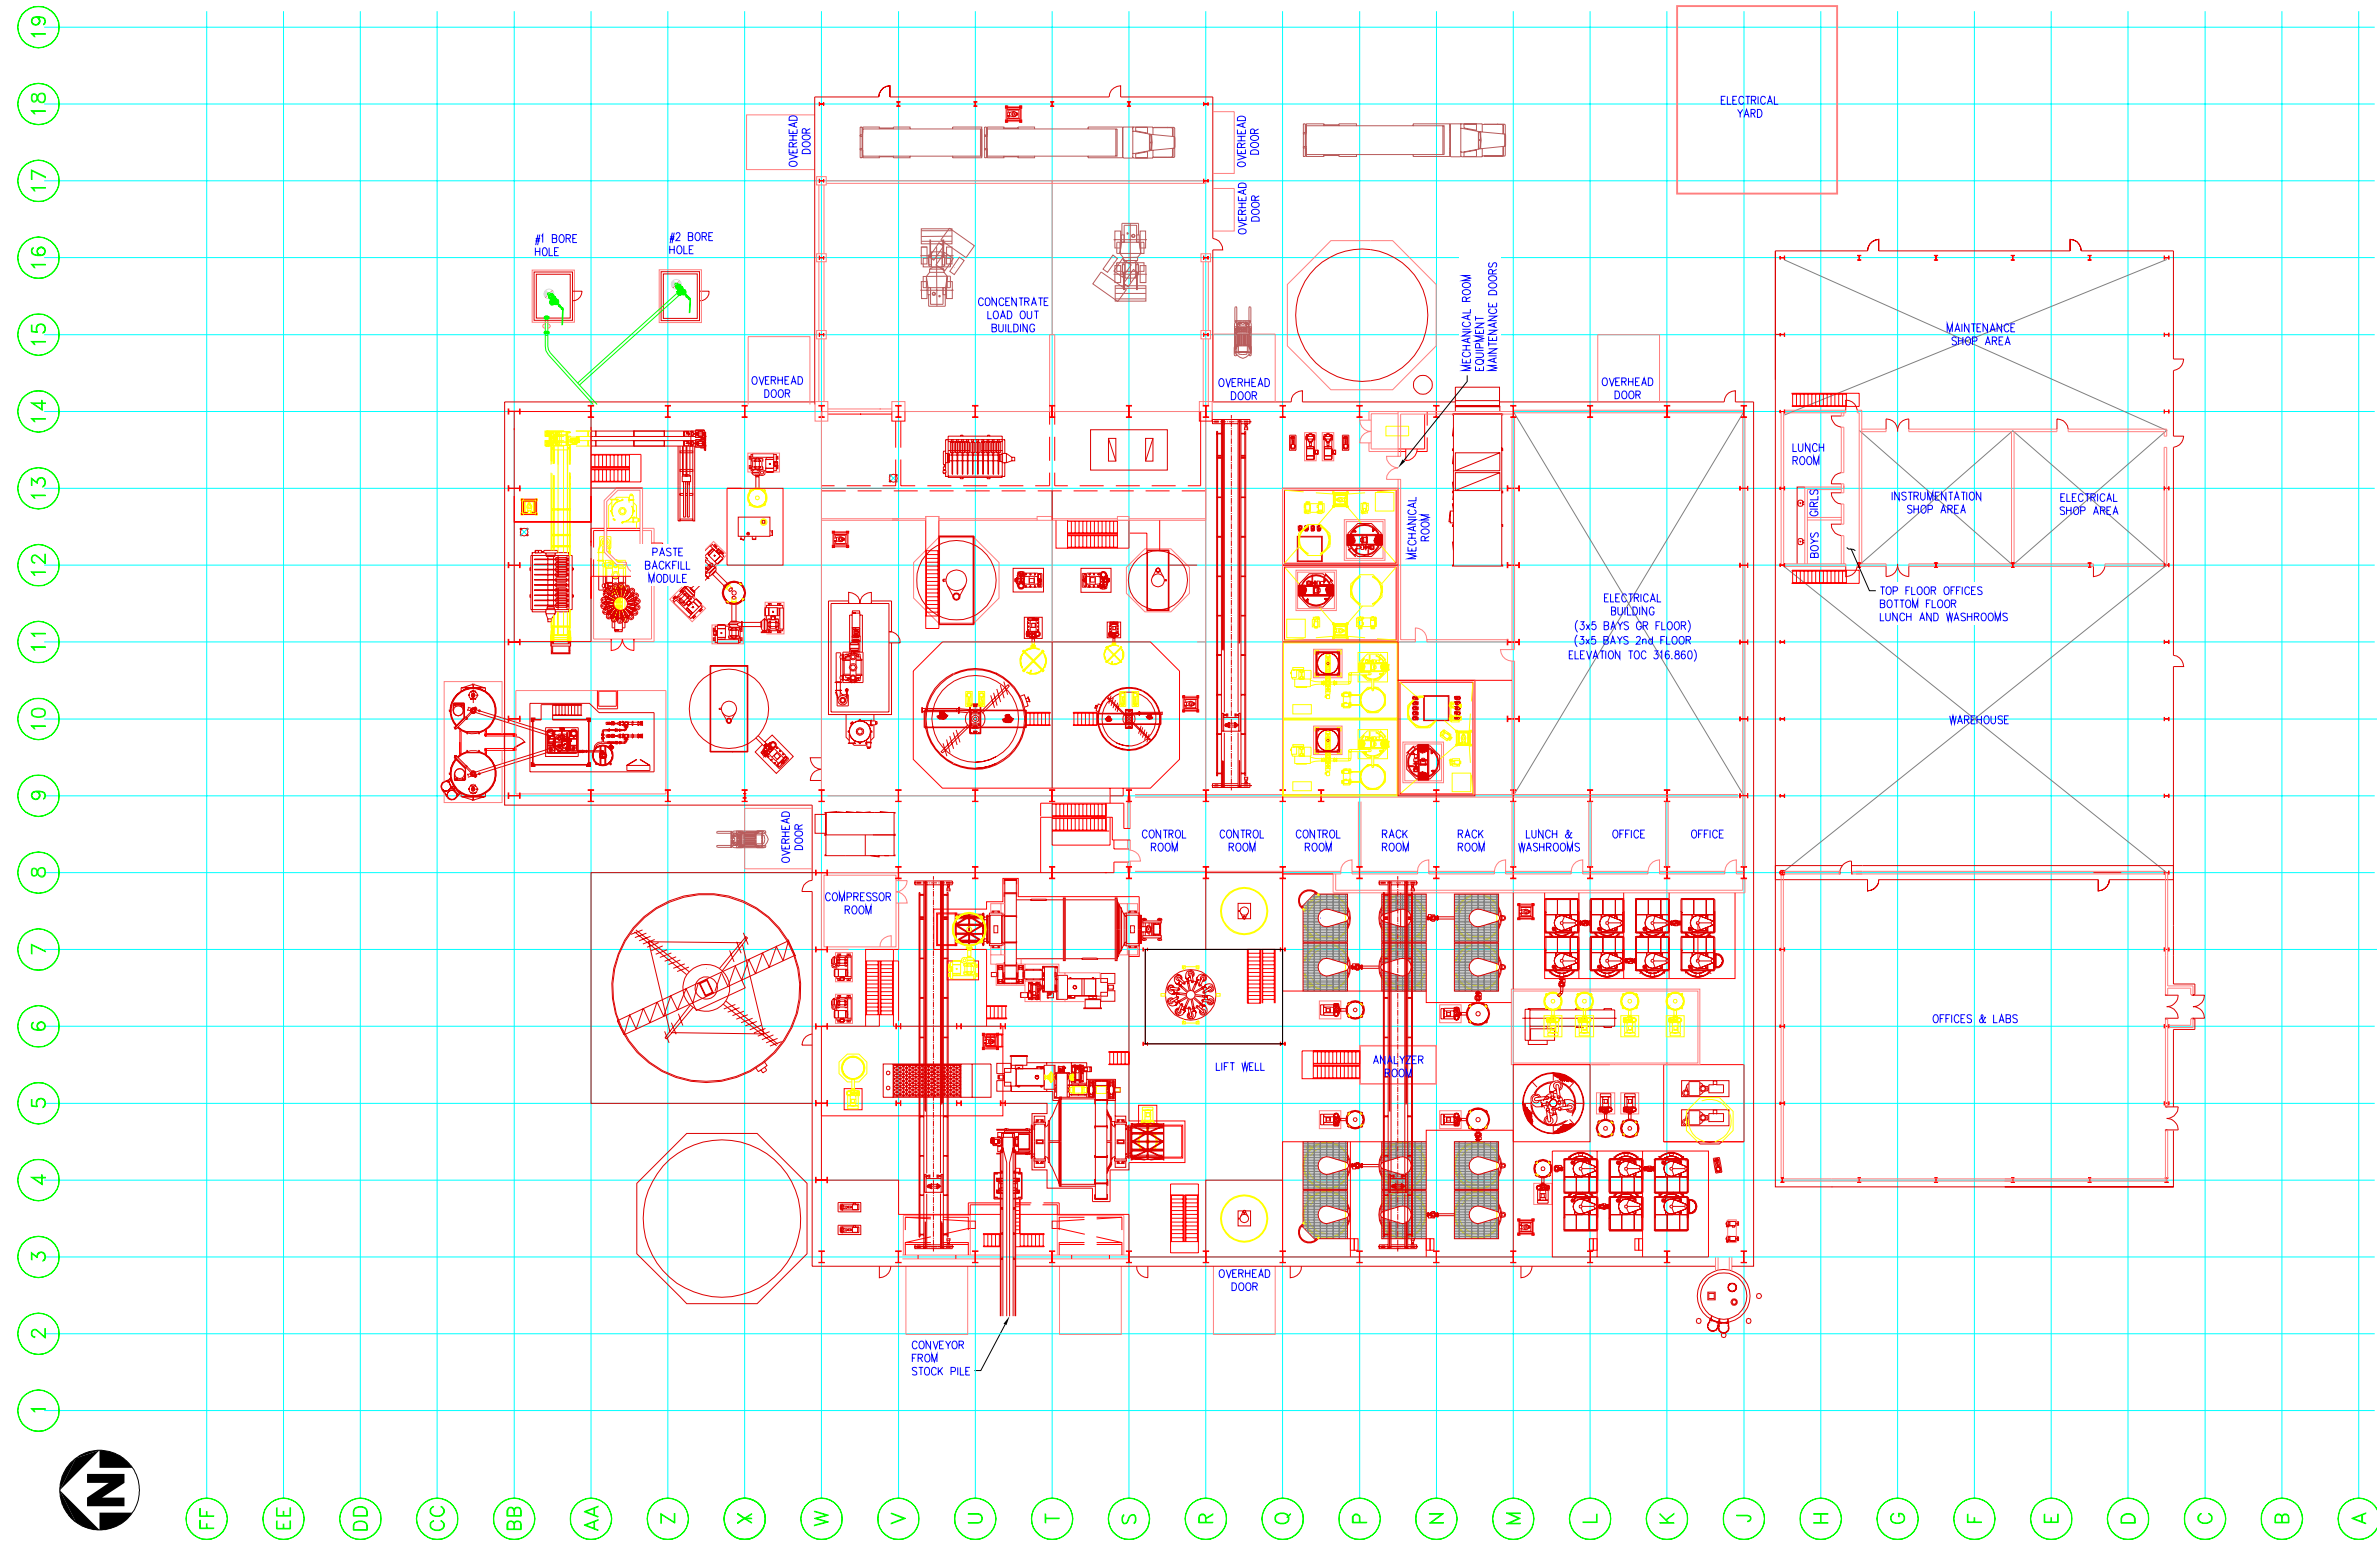 19
18
17
16
15
14
13
12
11
10
9
8
7
6
5
4
3
2
1
ELECTRICAL
YARD
OVERHEAD
DOOR
OVERHEAD
DOOR
OVERHEAD
DOOR
#1 BORE
HOLE
#2 BORE
HOLE
CONCENTRATE
LOAD OUT
BUILDING
MECHANICAL ROOM
EQUIPMENT
MAINTENANCE DOORS
MAINTENANCE
SHOP AREA
OVERHEAD
DOOR
OVERHEAD
DOOR
OVERHEAD
DOOR
LUNCH
ROOM
GIRLS
BOYS
INSTRUMENTATION
SHOP AREA
ELECTRICAL
SHOP AREA
MECHANICAL
ROOM
PASTE
BACKFILL
MODULE
ELECTRICAL
BUILDING
(3x5 BAYS GR FLOOR)
(3x5 BAYS 2nd FLOOR
ELEVATION TOC 316.860)
TOP FLOOR OFFICES
BOTTOM FLOOR
LUNCH AND WASHROOMS
WAREHOUSE
OVERHEAD
DOOR
CONTROL
ROOM
CONTROL
ROOM
CONTROL
ROOM
RACK
ROOM
RACK
ROOM
LUNCH &
WASHROOMS
OFFICE
OFFICE
COMPRESSOR
ROOM
OFFICES & LABS
LIFT WELL
ANALYZER
ROOM
OVERHEAD
DOOR
CONVEYOR
FROM
STOCK PILE
N
FF
EE
DD
CC
BB
AA
Z
X
W
V
U
T
S
R
Q
P
N
M
L
K
J
H
G
F
E
D
C
B
A